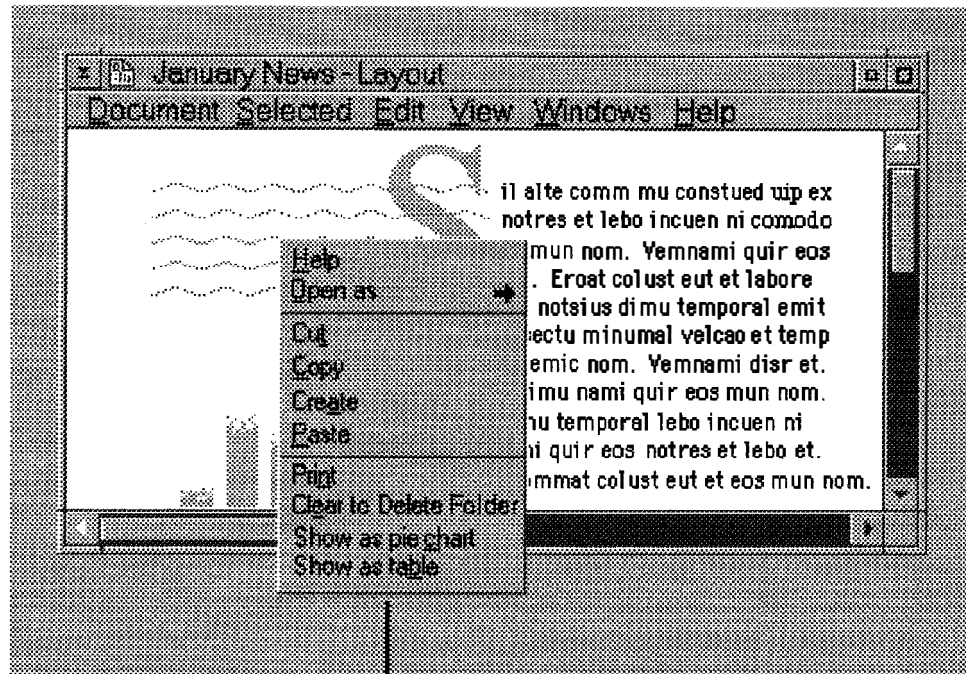 January News - Layout
Document Selected Edit View Windows Help
S
il alte comm mu constued uip ex
notres et lebo incuen ni comodo
mun nom. Vemnami quir eos
. Eroat colust eut et labore
notsius dimu temporal emit
ectu minumal velcao et temp
emic nom. Vemnami disr et.
imu nami quir eos mun nom.
nu temporal lebo incuen ni
ni quir eos notres et lebo et.
mmat colust eut et eos mun nom.
Help
Open as
Cut
Copy
Create
Paste
Print
Clear to Delete Folder
Show as pie chart
Show as table